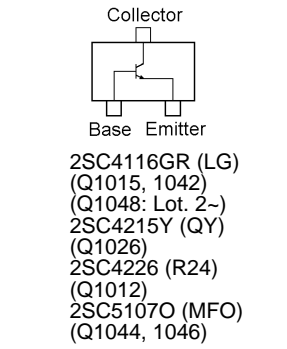 Collector
Base Emitter
2SC4116GR (LG)
(Q1015, 1042)
(Q1048: Lot. 2~)
2SC4215Y (QY)
(Q1026)
2SC4226 (R24)
(Q1012)
2SC5107O (MFO)
(Q1044, 1046)